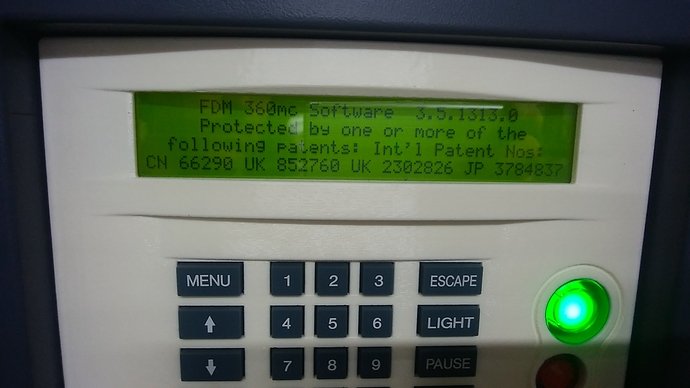 FDM 360mc Software 3.5.1313.0
Protected by one or more of the
following patents: Int'l Patent Nos:
CN 66290 UK 852760 UK 2302826 JP 3784837
MENU 1 2 3 ESCAPE
4 5 6 LIGHT
7 8 9 PAUSE